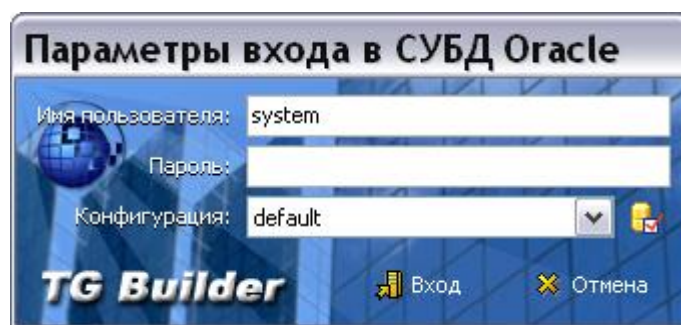 Параметры входа в СУБД Oracle
Имя пользователя: system
Пароль:
Конфигурация: default
TG Builder Вход Отмена